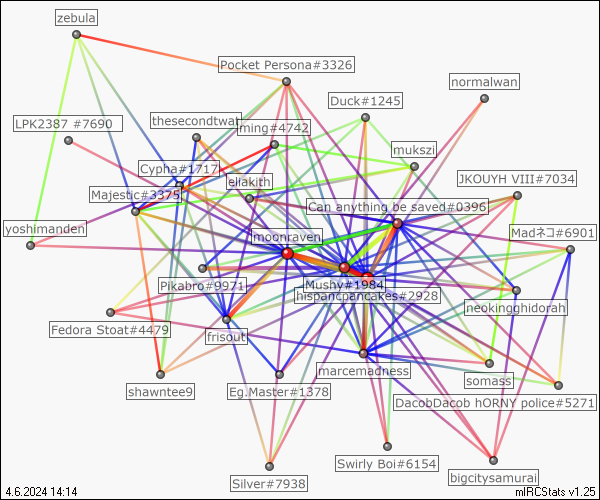 zebula
Pocket Persona#3326
normalwan
Duck#1245
LPK2387 #7690
thesecondtwat
ming#4742
mukszi
Cypha#1717
eliakith
JKOUYH VIII#7034
Majestic#3375
Can anything be saved#0396
yoshimanden
moonraven
Madネコ#6901
Pikabro#9971
Mushy#1984
hispancpancakes#2928
neokingghidorah
Fedora Stoat#4479
frisout
marcemadness
somass
shawntee9
Eg.Master#1378
DacobDacob hORNY police#5271
Swirly Boi#6154
Silver#7938
bigcitysamurai
4.6.2024 14:14
mIRCStats v1.25